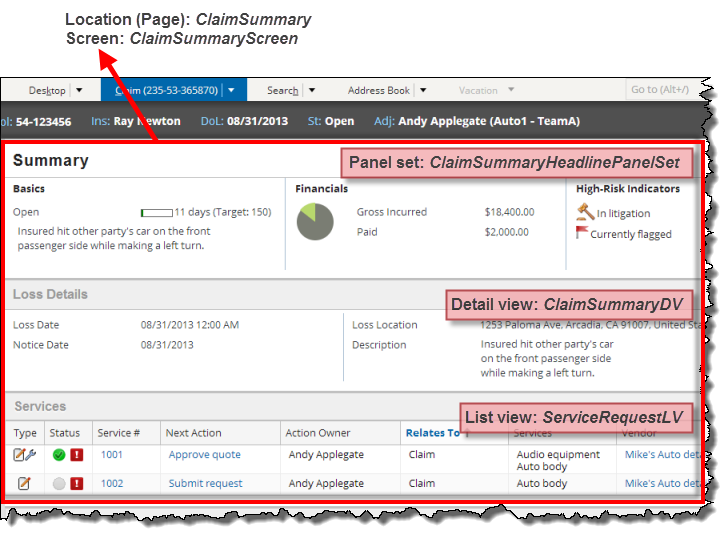 Location (Page): ClaimSummary
Screen: ClaimSummaryScreen
Desktop Claim (235-53-365870) Search Address Book Vacation Go to (Alt+/)
ol: 54-123456 Ins: Ray Newton DoL: 08/31/2013 St: Open Adj: Andy Applegate (Auto1 - TeamA)
Summary
Panel set: ClaimSummaryHeadlinePanelSet
Basics Financials High-Risk Indicators
Open 11 days (Target: 150) Gross Incurred $18.400.00 In litigation
Insured hit other party's car on the front Paid $2,000.00 Currently flagged
passenger side while making a left turn.
Loss Details
Detail view: ClaimSummaryDV
Loss Date 08/31/2013 12:00 AM Loss Location 1253 Paloma Ave, Arcadia, CA 91007, United Sta
Notice Date 08/31/2013 Description Insured hit other party's car
on the front passenger side
while making a left turn.
Services
List view: ServiceRequestLV
Type Status Service # Next Action Action Owner Relates To Services Vendor
1001 Approve quote Andy Applegate Claim Audio equipment Mike's Auto deta
Auto body
1002 Submit request Andy Applegate Claim Auto body Mike's Auto deta